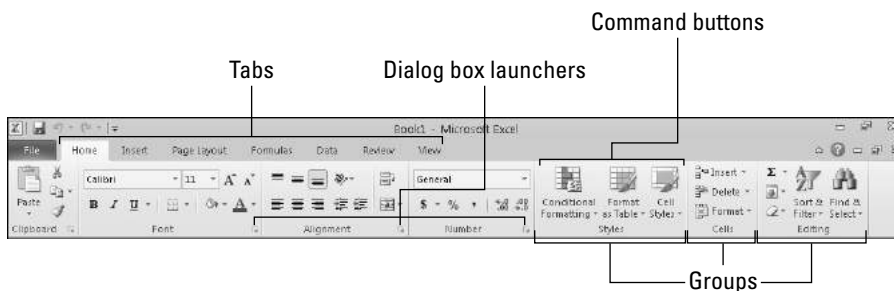 Command buttons
Tabs
Dialog box launchers
Book1 - Microsoft Excel
File Home Insert Page Layout Formulas Data Review View
Calibri 11 A A General Insert
Paste Delete
B I U A $ % , Conditional Formatting Format as Table Cell Styles Format Σ Sort & Filter Find & Select
Clipboard Font Alignment Number Styles Cells Editing
Groups